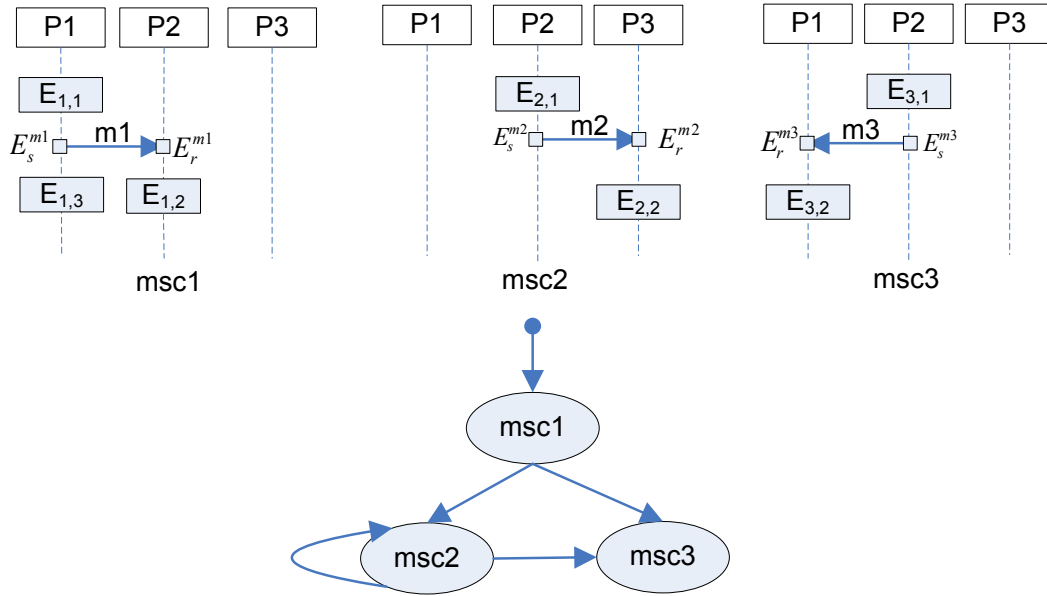 P1 P2 P3 P1 P2 P3 P1 P2 P3
E1,1 E2,1 E3,1
Esm1 m1 Erm1 Esm2 m2 Erm2 Erm3 m3 Esm3
E1,3 E1,2 E2,2 E3,2
msc1 msc2 msc3
msc1
msc2 msc3